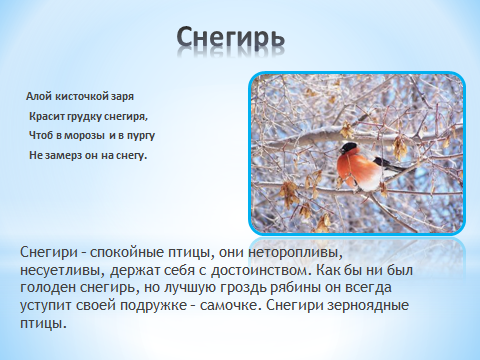 Снегирь
Алой кисточкой заря
Красит грудку снегиря,
Чтоб в морозы и в пургу
Не замерз он на снегу.
Снегири – спокойные птицы, они неторопливы,
несуетливы, держат себя с достоинством. Как бы ни был
голоден снегирь, но лучшую гроздь рябины он всегда
уступит своей подружке – самочке. Снегири зерноядные
птицы.